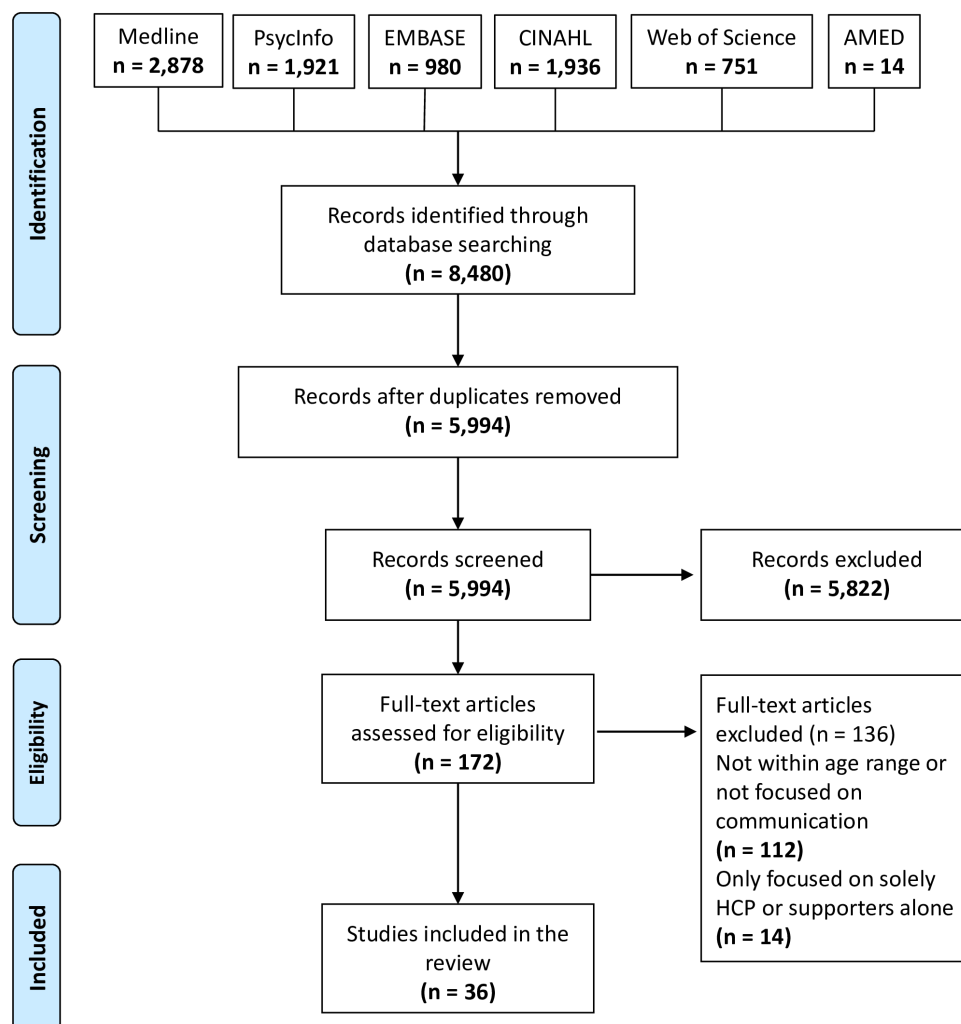 Identification
Medline
n = 2,878
PsycInfo
n = 1,921
EMBASE
n = 980
CINAHL
n = 1,936
Web of Science
n = 751
AMED
n = 14
Records identified through
database searching
(n = 8,480)
Screening
Records after duplicates removed
(n = 5,994)
Records screened
(n = 5,994)
Records excluded
(n = 5,822)
Eligibility
Full-text articles
assessed for eligibility
(n = 172)
Full-text articles
excluded (n = 136)
Not within age range or
not focused on
communication
(n = 112)
Only focused on solely
HCP or supporters alone
(n = 14)
Included
Studies included in the
review
(n = 36)